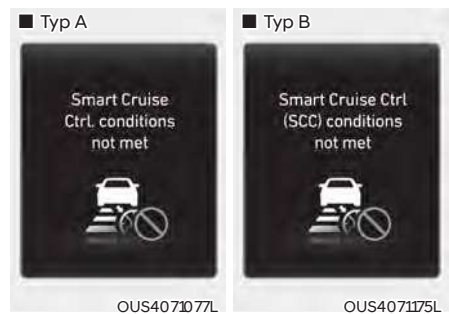 ■ Typ A
Smart Cruise
Ctrl. conditions
not met
OUS4071077L
■ Typ B
Smart Cruise Ctrl
(SCC) conditions
not met
OUS4071175L